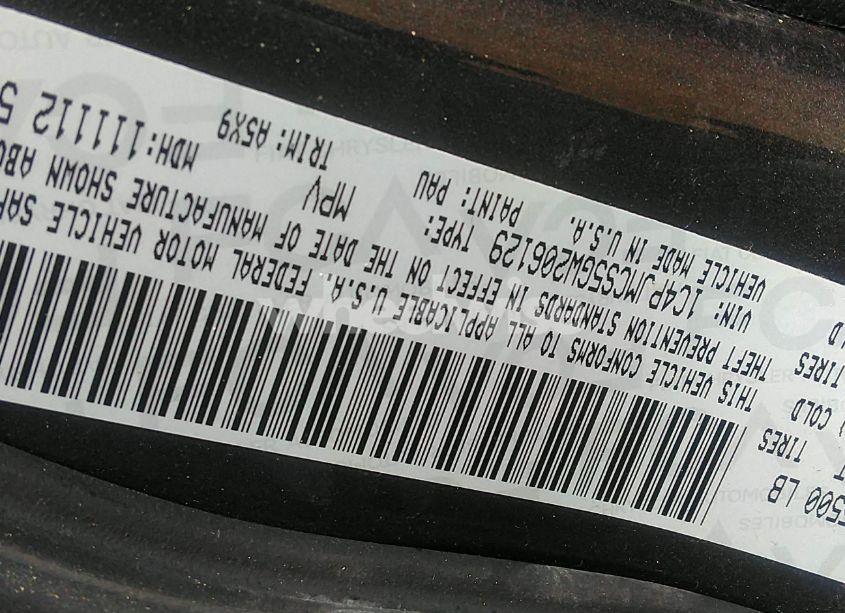 500 LB
TIRES
COLD
TIRES
THIS VEHICLE CONFORMS TO ALL APPLICABLE U.S.A. FEDERAL MOTOR VEHICLE
THEFT PREVENTION STANDARDS IN EFFECT ON THE DATE OF MANUFACTURE SHOWN
VIN: 1C4PJMCS5GW206129 TYPE: MPV MDH:111112 5
VEHICLE MADE IN U.S.A. PAINT: PAU TRIM: A5X9